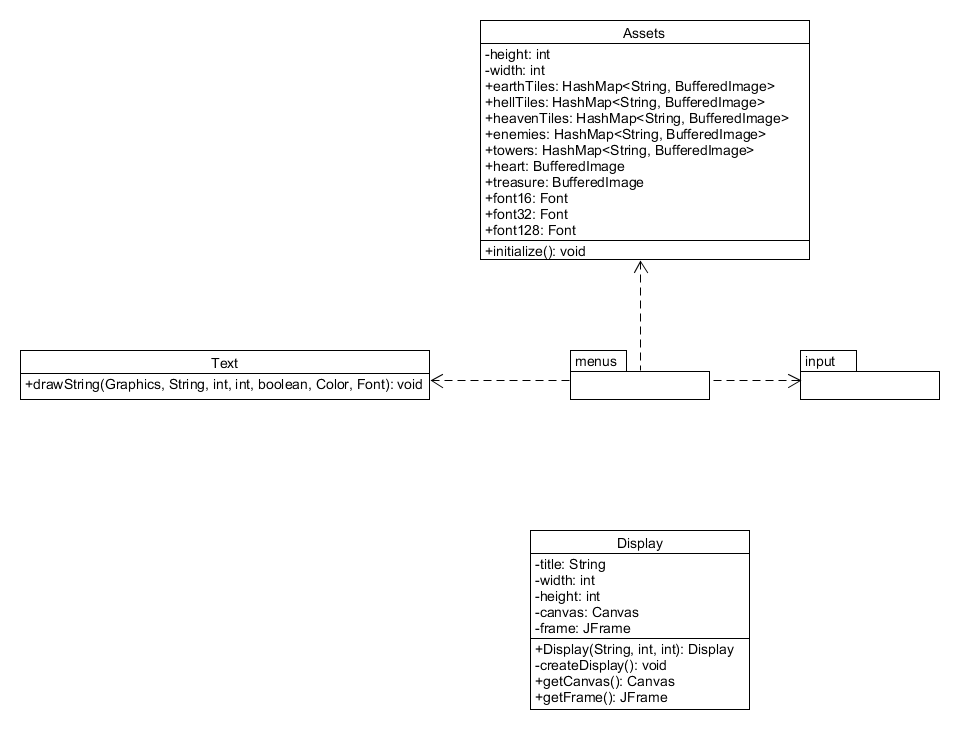 Assets
-height: int
-width: int
+earthTiles: HashMap<String, BufferedImage>
+hellTiles: HashMap<String, BufferedImage>
+heavenTiles: HashMap<String, BufferedImage>
+enemies: HashMap<String, BufferedImage>
+towers: HashMap<String, BufferedImage>
+heart: BufferedImage
+treasure: BufferedImage
+font16: Font
+font32: Font
+font128: Font
+initialize(): void
Text
+drawString(Graphics, String, int, int, boolean, Color, Font): void
menus
input
Display
-title: String
-width: int
-height: int
-canvas: Canvas
-frame: JFrame
+Display(String, int, int): Display
-createDisplay(): void
+getCanvas(): Canvas
+getFrame(): JFrame